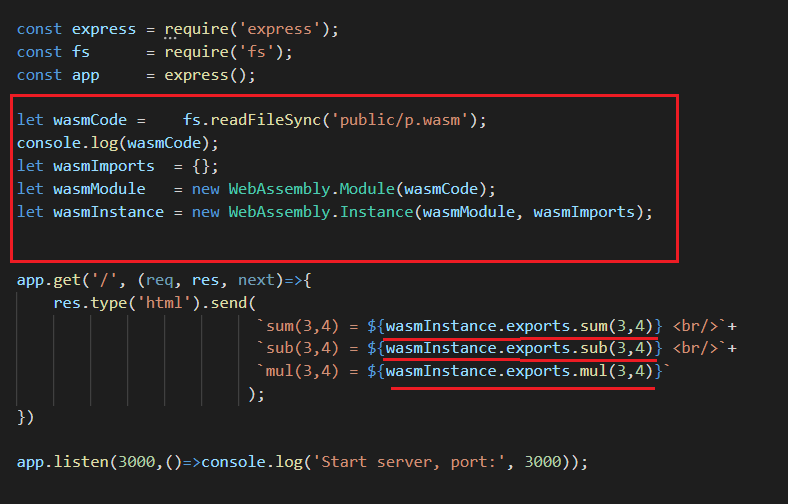 const express = require('express');
const fs      = require('fs');
const app     = express();
let wasmCode =    fs.readFileSync('public/p.wasm');
console.log(wasmCode);
let wasmImports  = {};
let wasmModule   = new WebAssembly.Module(wasmCode);
let wasmInstance = new WebAssembly.Instance(wasmModule, wasmImports);
app.get('/', (req, res, next)=>{
    res.type('html').send(
                          `sum(3,4) = ${wasmInstance.exports.sum(3,4)} <br/>`+
                          `sub(3,4) = ${wasmInstance.exports.sub(3,4)} <br/>`+
                          `mul(3,4) = ${wasmInstance.exports.mul(3,4)}`
                         );
})
app.listen(3000,()=>console.log('Start server, port:', 3000));